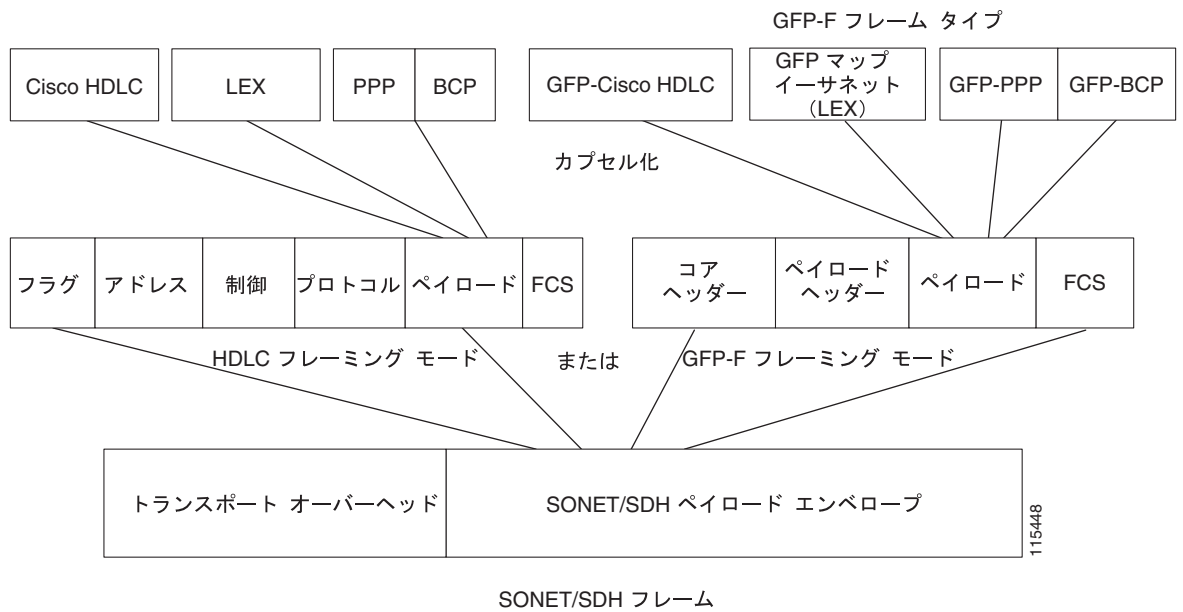 GFP-F フレーム タイプ
Cisco HDLC
LEX
PPP
BCP
GFP-Cisco HDLC
GFP マップ
イーサネット
（LEX）
GFP-PPP
GFP-BCP
カプセル化
フラグ
アドレス
制御
プロトコル
ペイロード
FCS
コア
ヘッダー
ペイロード
ヘッダー
ペイロード
FCS
HDLC フレーミング モード
または
GFP-F フレーミング モード
トランスポート オーバーヘッド
SONET/SDH ペイロード エンベロープ
115448
SONET/SDH フレーム